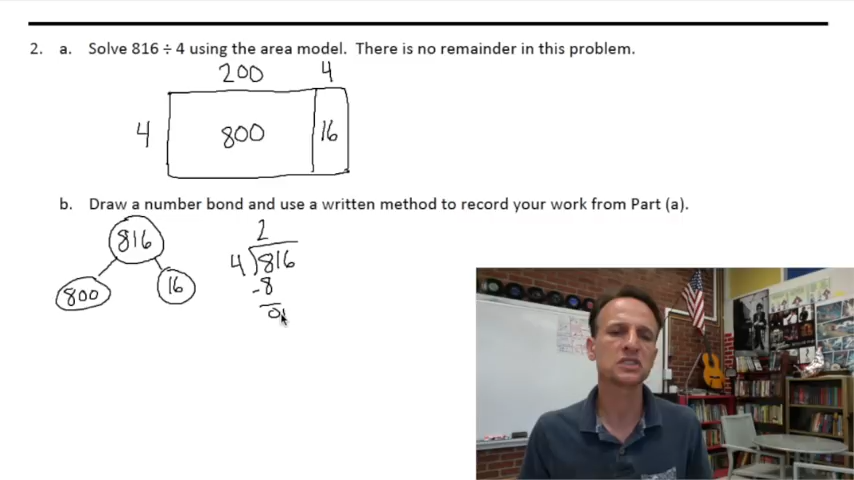 2. a. Solve 816 ÷ 4 using the area model. There is no remainder in this problem.
200 4
4 800 16
b. Draw a number bond and use a written method to record your work from Part (a).
816
800 16
2
4)816
-8
01